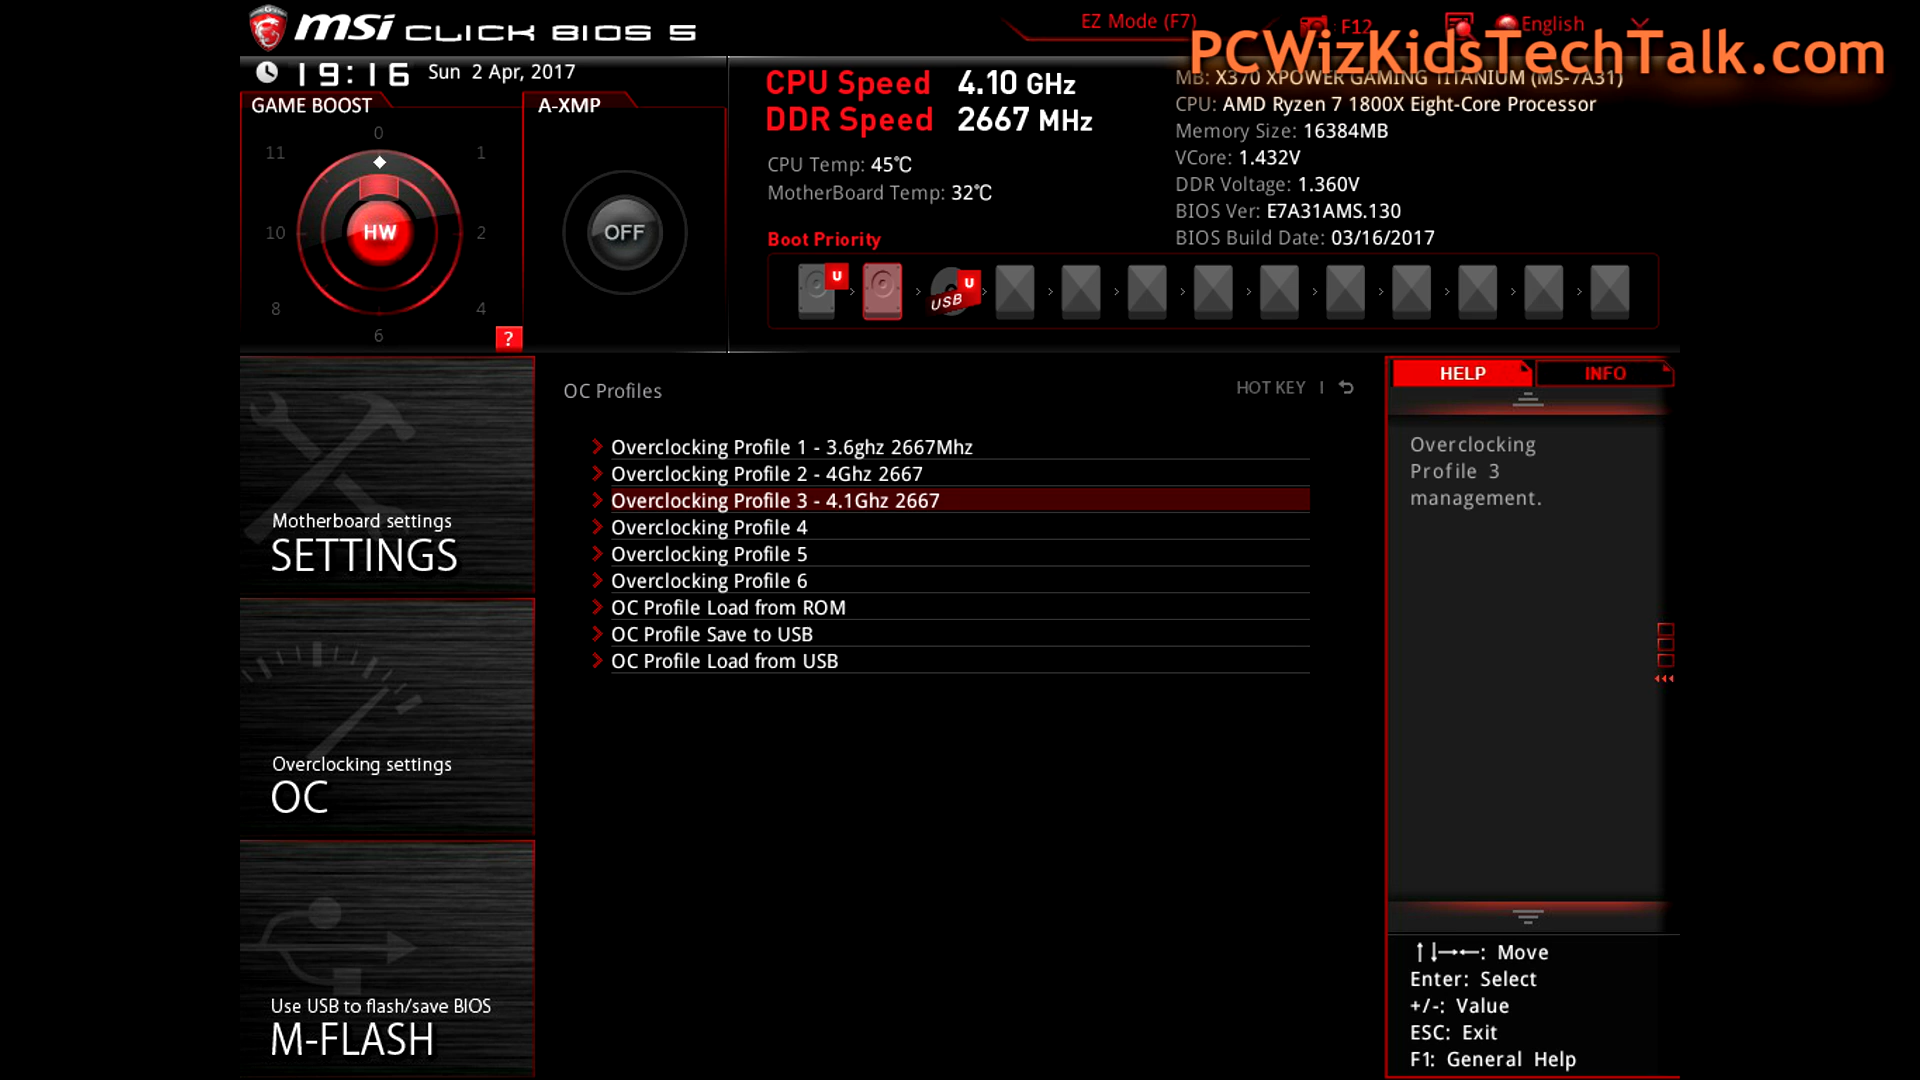 msi CLICK BIOS 5
EZ Mode (F7)
F12
English
PCWizKidsTechTalk.com
19:16 Sun 2 Apr, 2017
GAME BOOST
A-XMP
0
11
1
10
HW
2
8
4
6
?
OFF
CPU Speed 4.10 GHz
DDR Speed 2667 MHz
CPU Temp: 45°C
MotherBoard Temp: 32°C
MB: X370 XPOWER GAMING TITANIUM (MS-7A31)
CPU: AMD Ryzen 7 1800X Eight-Core Processor
Memory Size: 16384MB
VCore: 1.432V
DDR Voltage: 1.360V
BIOS Ver: E7A31AMS.130
BIOS Build Date: 03/16/2017
Boot Priority
U
USB U
Motherboard settings
SETTINGS
Overclocking settings
OC
Use USB to flash/save BIOS
M-FLASH
OC Profiles
HOT KEY |
Overclocking Profile 1 - 3.6ghz 2667Mhz
Overclocking Profile 2 - 4Ghz 2667
Overclocking Profile 3 - 4.1Ghz 2667
Overclocking Profile 4
Overclocking Profile 5
Overclocking Profile 6
OC Profile Load from ROM
OC Profile Save to USB
OC Profile Load from USB
HELP
INFO
Overclocking
Profile 3
management.
↑↓→←: Move
Enter: Select
+/-: Value
ESC: Exit
F1: General Help